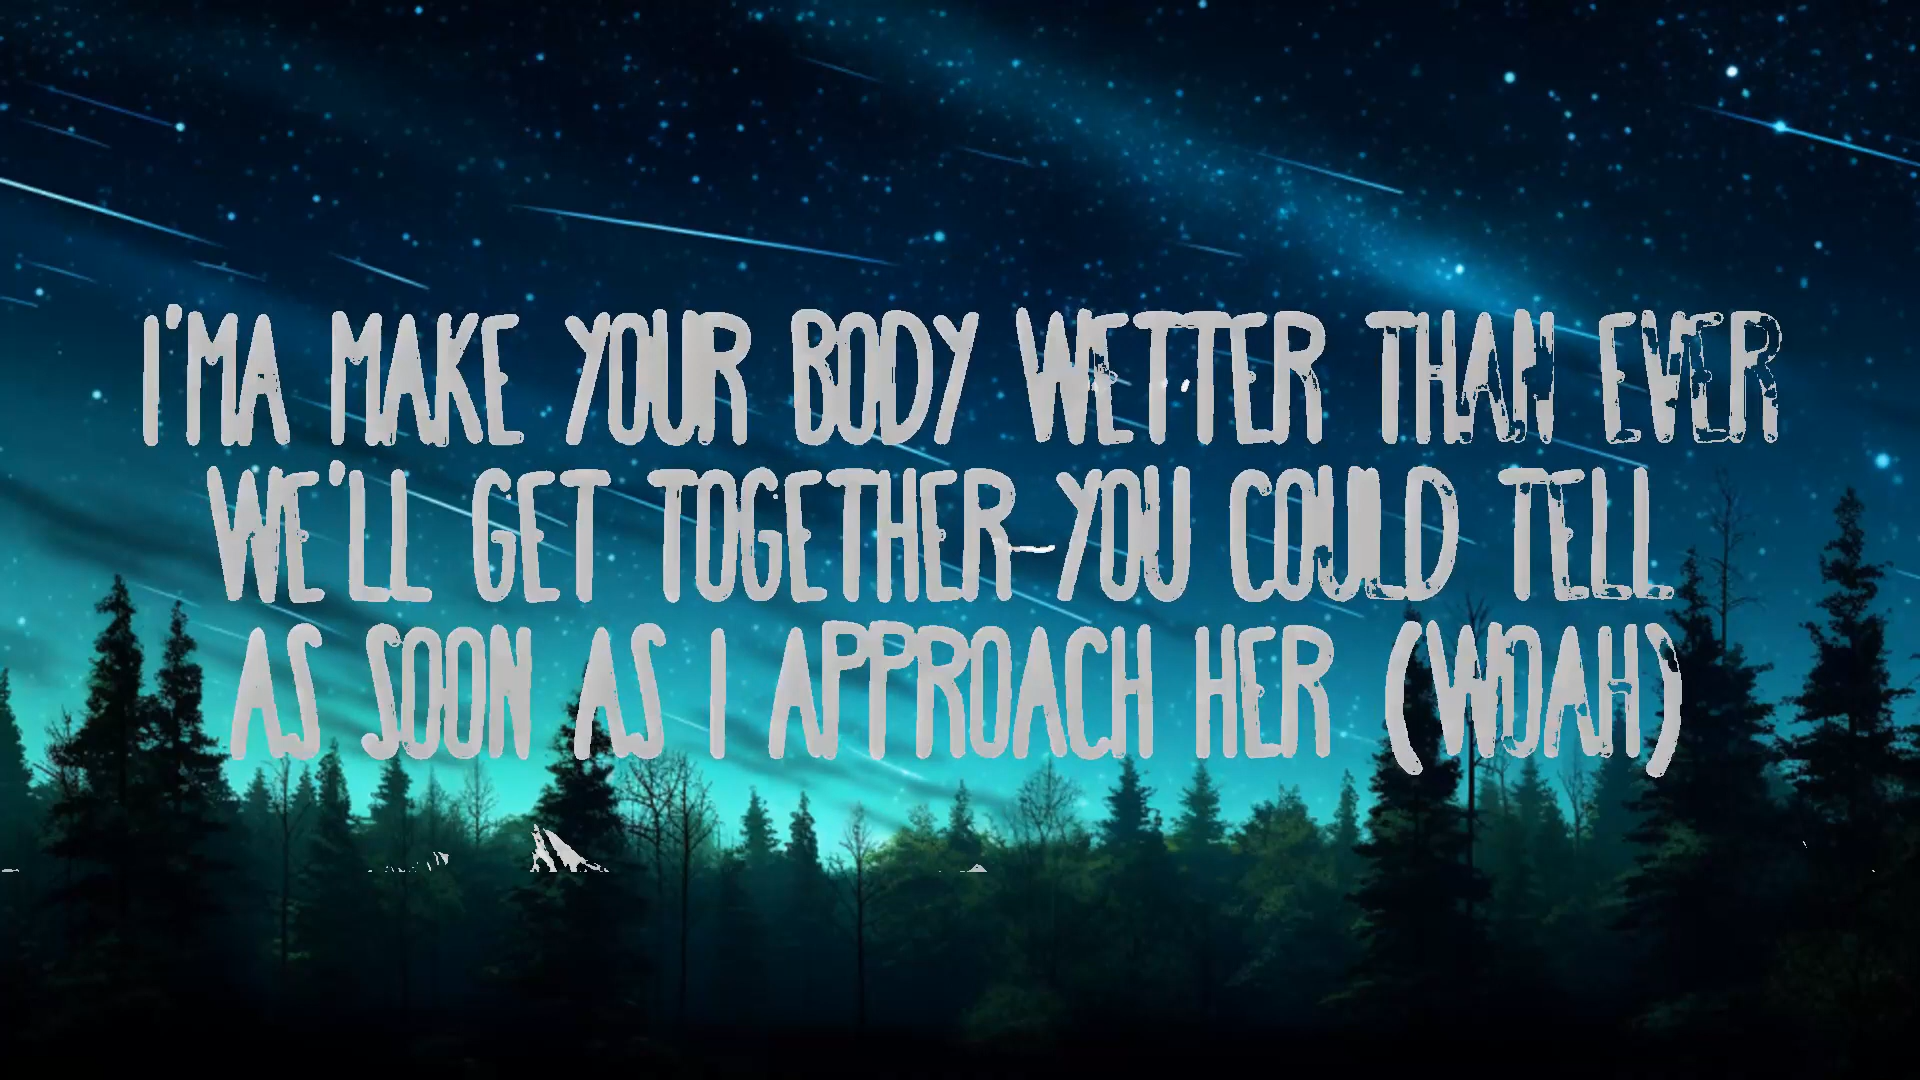 I'MA MAKE YOUR BODY WETTER THAN EVER
WE'LL GET TOGETHER YOU COULD TELL
AS SOON AS I APPROACH HER (WOAH)